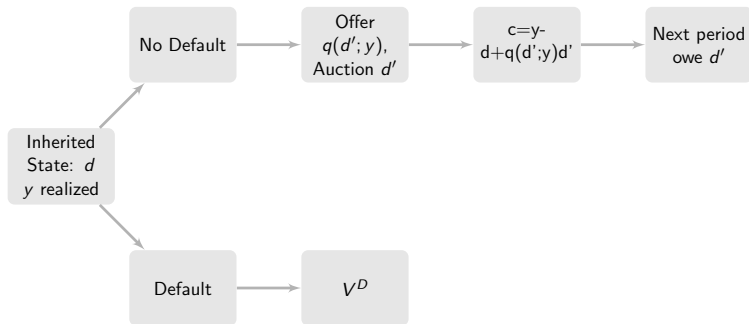 No Default
Offer
q(d′; y),
Auction d′
c=y-
d+q(d';y)d'
Next period
owe d′
Inherited
State: d
y realized
Default
V^D